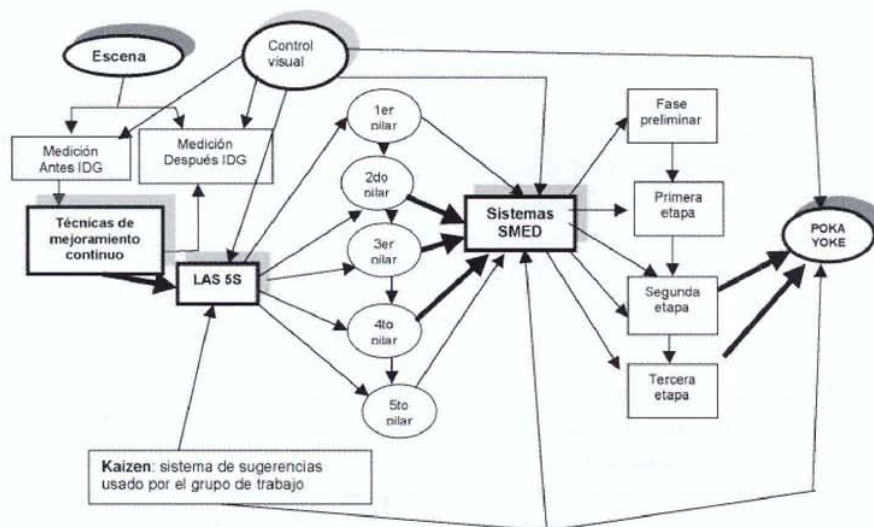 Escena
Control
visual
Medición
Antes IDG
Medición
Después IDG
Técnicas de
mejoramiento
continuo
LAS 5S
1er
pilar
2do
pilar
3er
pilar
4to
pilar
5to
pilar
Sistemas
SMED
Fase
preliminar
Primera
etapa
Segunda
etapa
Tercera
etapa
POKA
YOKE
Kaizen: sistema de sugerencias
usado por el grupo de trabajo